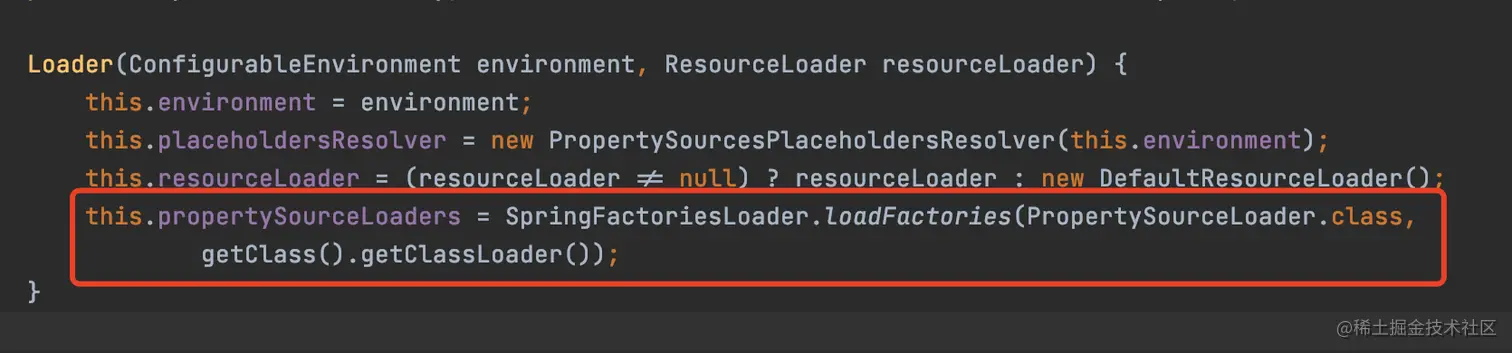 Loader(ConfigurableEnvironment environment, ResourceLoader resourceLoader) {
this.environment = environment;
this.placeholdersResolver = new PropertySourcesPlaceholdersResolver(this.environment);
this.resourceLoader = (resourceLoader ≠ null) ? resourceLoader : new DefaultResourceLoader();
this.propertySourceLoaders = SpringFactoriesLoader.loadFactories(PropertySourceLoader.class,
getClass().getClassLoader());
}
@稀土掘金技术社区